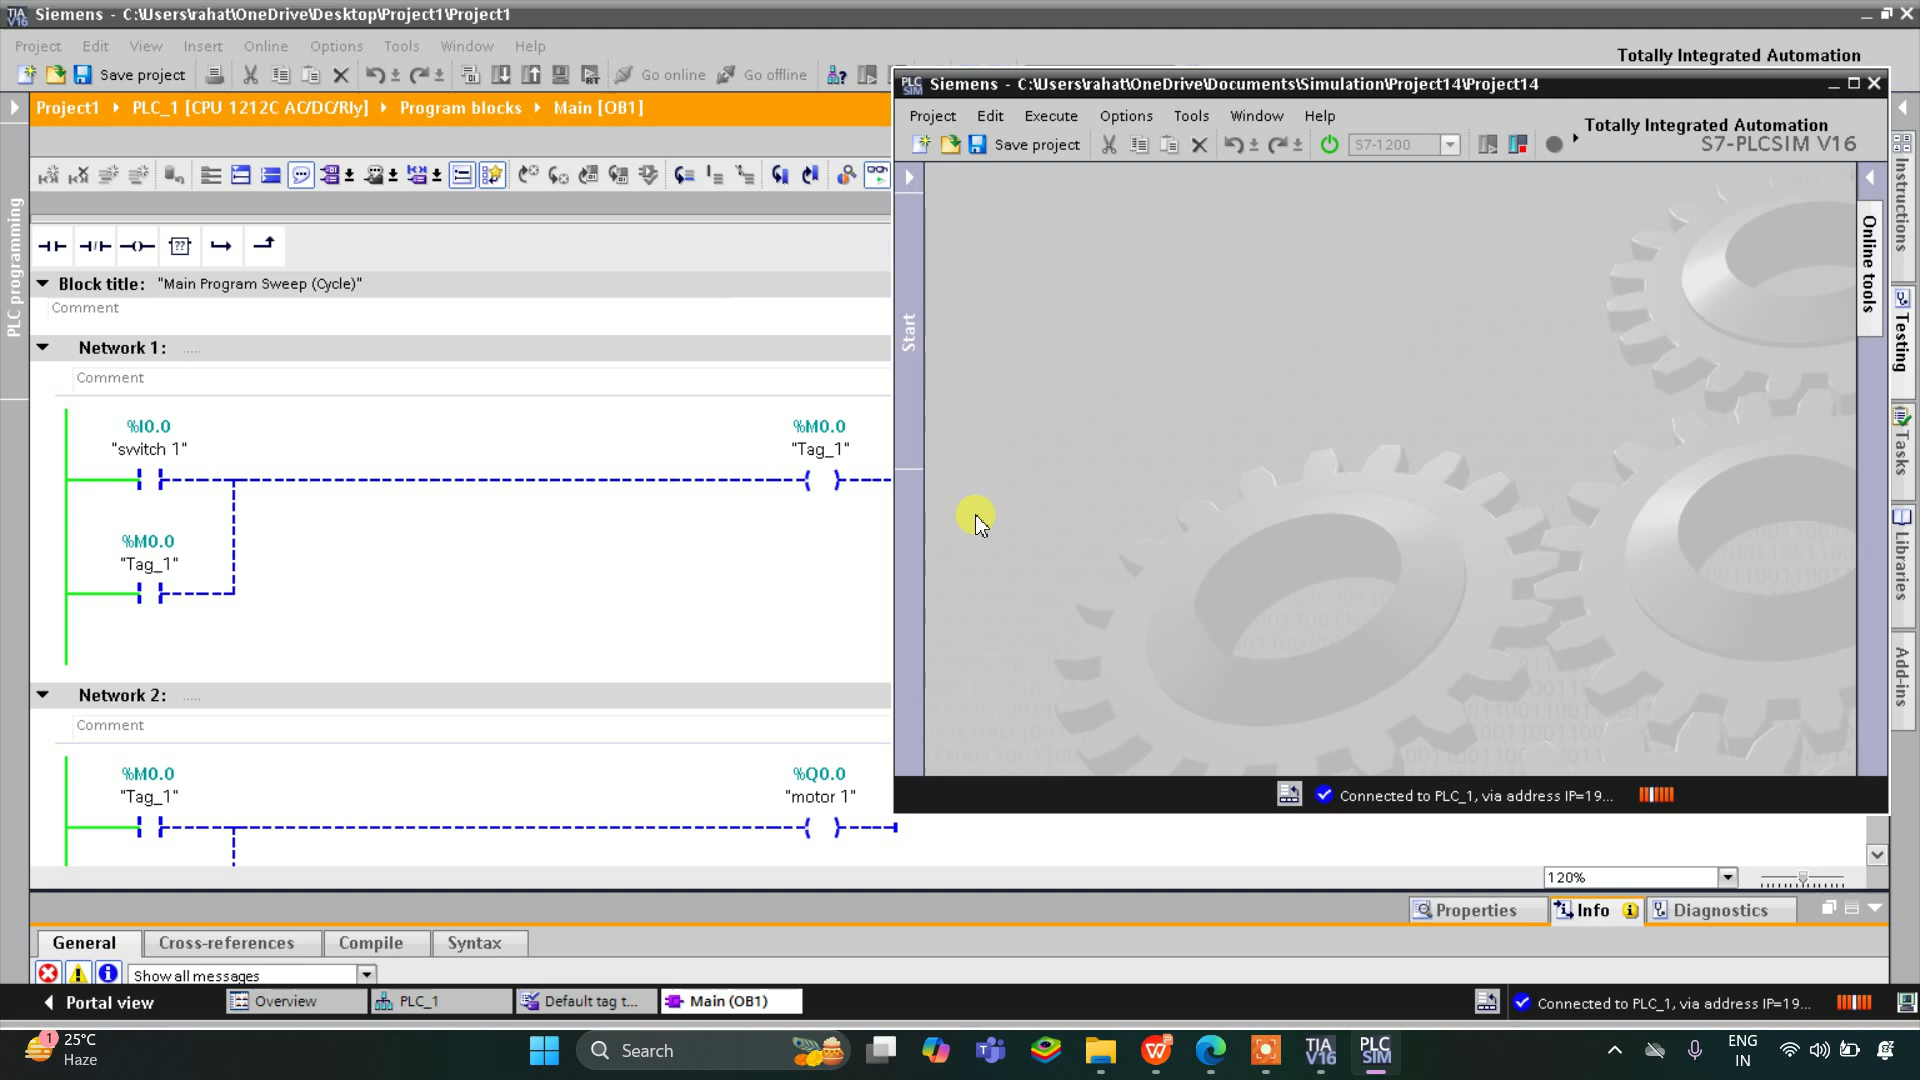 Siemens - C:\Users\rahat\OneDrive\Desktop\Project1\Project1
Project Edit View Insert Online Options Tools Window Help
Totally Integrated Automation
Save project
Go online
Go offline
Project1 PLC_1 [CPU 1212C AC/DC/Rly] Program blocks Main [OB1]
PLC programming
??
Block title: "Main Program Sweep (Cycle)"
Comment
Network 1: .....
Comment
%I0.0
"switch 1"
%M0.0
"Tag_1"
%M0.0
"Tag_1"
Network 2: .....
Comment
%M0.0
"Tag_1"
%Q0.0
"motor 1"
Siemens - C:\Users\rahat\OneDrive\Documents\Simulation\Project14\Project14
Project Edit Execute Options Tools Window Help
Totally Integrated Automation
S7-PLCSIM V16
Save project
S7-1200
Start
Online tools
Connected to PLC_1, via address IP=19...
Instructions
Testing
Tasks
Libraries
Add-ins
120%
Properties Info Diagnostics
General Cross-references Compile Syntax
Show all messages
Portal view Overview PLC_1 Default tag t... Main (OB1)
Connected to PLC_1, via address IP=19...
1
25°C
Haze
Search
TIA
V16
PLC
SIM
ENG
IN